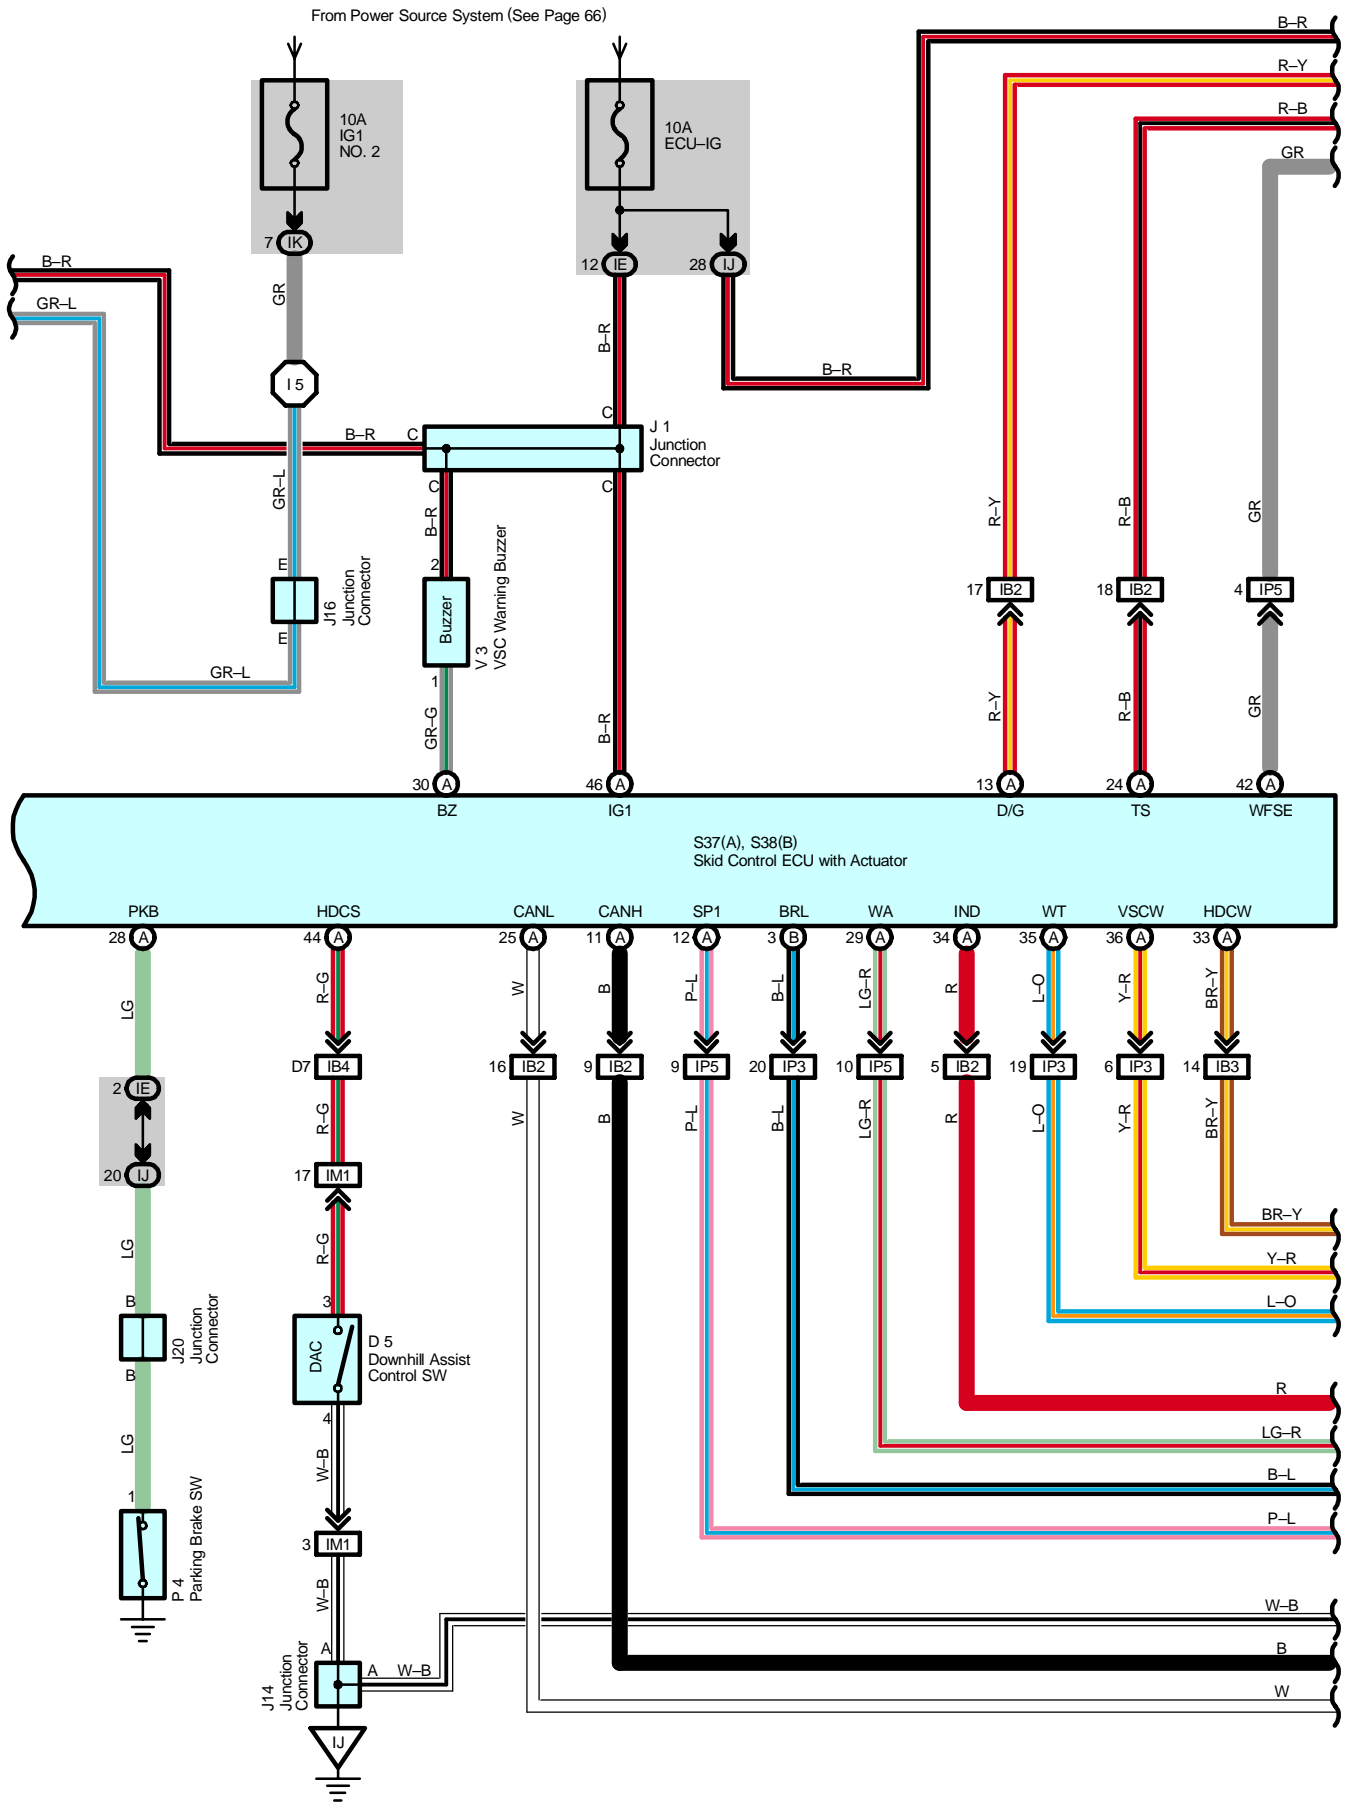 From Power Source System (See Page 66)
B–R
R–Y
R–B
GR
10A
IG1
NO. 2
10A
ECU–IG
7 IK
12 IE
28 IJ
B–R
GR–L
GR
B–R
B–R
I 5
B–R
C
C
J 1
Junction
Connector
GR–L
C
B–R
C
R–Y
R–B
GR
E
J16
Junction
Connector
E
2
Buzzer
V 3
VSC Warning Buzzer
1
17 IB2
18 IB2
4 IP5
GR–L
GR–G
B–R
R–Y
R–B
GR
30 A
46 A
13 A
24 A
42 A
BZ
IG1
D/G
TS
WFSE
S37(A), S38(B)
Skid Control ECU with Actuator
PKB
HDCS
CANL
CANH
SP1
BRL
WA
IND
WT
VSCW
HDCW
28 A
44 A
25 A
11 A
12 A
3 B
29 A
34 A
35 A
36 A
33 A
LG
R–G
W
B
P–L
B–L
LG–R
R
L–O
Y–R
BR–Y
2 IE
D7 IB4
16 IB2
9 IB2
9 IP5
20 IP3
10 IP5
5 IB2
19 IP3
6 IP3
14 IB3
R–G
W
B
P–L
B–L
LG–R
R
L–O
Y–R
BR–Y
20 IJ
17 IM1
LG
R–G
BR–Y
Y–R
L–O
B
J20
Junction
Connector
B
3
DAC
D 5
Downhill Assist
Control SW
4
R
LG–R
B–L
P–L
LG
W–B
1
P 4
Parking Brake SW
3 IM1
W–B
W–B
A
J14
Junction
Connector
A
W–B
B
W
IJ